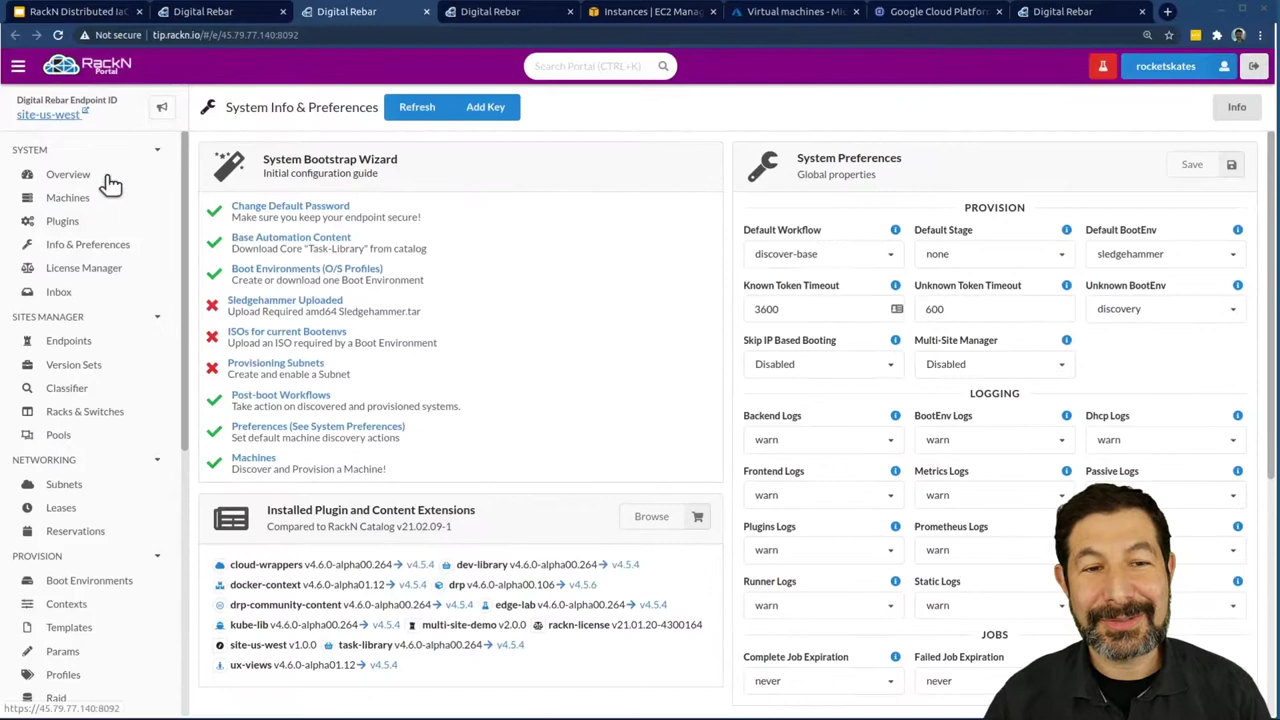 RackN Distributed IaC
Digital Rebar
Digital Rebar
Digital Rebar
Instances | EC2 Manag
Virtual machines - Mic
Google Cloud Platform
Digital Rebar
Not secure | tip.rackn.io/#/e/45.79.77.140:8092
RackN
Portal
Search Portal (CTRL+K)
rocketskates
Digital Rebar Endpoint ID
site-us-west
System Info & Preferences
Refresh
Add Key
Info
SYSTEM
Overview
Machines
Plugins
Info & Preferences
License Manager
Inbox
SITES MANAGER
Endpoints
Version Sets
Classifier
Racks & Switches
Pools
NETWORKING
Subnets
Leases
Reservations
PROVISION
Boot Environments
Contexts
Templates
Params
Profiles
Raid
https://45.79.77.140:8092
System Bootstrap Wizard
Initial configuration guide
Change Default Password
Make sure you keep your endpoint secure!
Base Automation Content
Download Core "Task-Library" from catalog
Boot Environments (O/S Profiles)
Create or download one Boot Environment
Sledgehammer Uploaded
Upload Required amd64 Sledgehammer.tar
ISOs for current Bootenvs
Upload an ISO required by a Boot Environment
Provisioning Subnets
Create and enable a Subnet
Post-boot Workflows
Take action on discovered and provisioned systems.
Preferences (See System Preferences)
Set default machine discovery actions
Machines
Discover and Provision a Machine!
Installed Plugin and Content Extensions
Compared to RackN Catalog v21.02.09-1
Browse
cloud-wrappers v4.6.0-alpha00.264 → v4.5.4 dev-library v4.6.0-alpha00.264 → v4.5.4
docker-context v4.6.0-alpha01.12 → v4.5.4 drp v4.6.0-alpha00.106 → v4.5.6
drp-community-content v4.6.0-alpha00.264 → v4.5.4 edge-lab v4.6.0-alpha00.264 → v4.5.4
kube-lib v4.6.0-alpha00.264 → v4.5.4 multi-site-demo v2.0.0 rackn-license v21.01.20-4300164
site-us-west v1.0.0 task-library v4.6.0-alpha00.264 → v4.5.4
ux-views v4.6.0-alpha01.12 → v4.5.4
System Preferences
Global properties
Save
PROVISION
Default Workflow
Default Stage
Default BootEnv
discover-base
none
sledgehammer
Known Token Timeout
Unknown Token Timeout
Unknown BootEnv
3600
600
discovery
Skip IP Based Booting
Multi-Site Manager
Disabled
Disabled
LOGGING
Backend Logs
BootEnv Logs
Dhcp Logs
warn
warn
warn
Frontend Logs
Metrics Logs
Passive Logs
warn
warn
Plugins Logs
Prometheus Logs
warn
warn
Runner Logs
Static Logs
warn
warn
JOBS
Complete Job Expiration
Failed Job Expiration
never
never